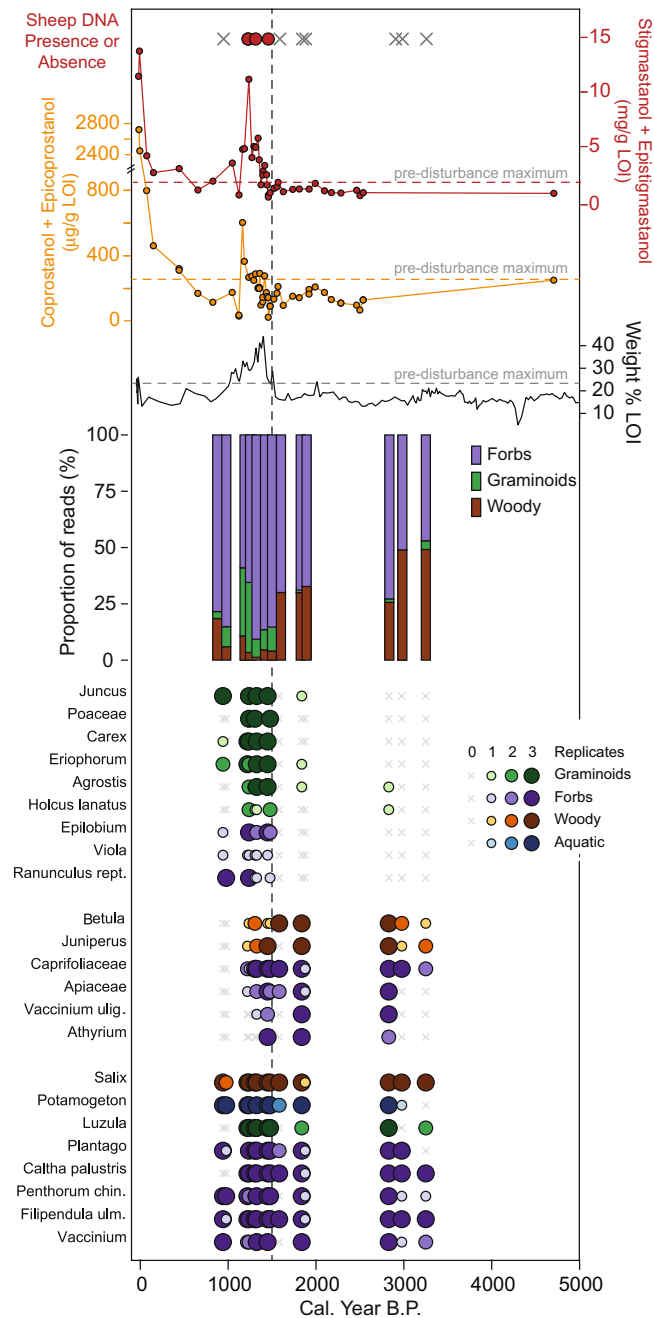 Sheep DNA
Presence or
Absence
15
10
5
0
Stigmastanol + Epistigmastanol
(mg/g LOI)
pre-disturbance maximum
2800
2400
800
400
0
Coprostanol + Epicoprostanol
(µg/g LOI)
pre-disturbance maximum
40
30
20
10
Weight % LOI
pre-disturbance maximum
100
75
50
25
0
Proportion of reads (%)
Forbs
Graminoids
Woody
Juncus
Poaceae
Carex
Eriophorum
Agrostis
Holcus lanatus
Epilobium
Viola
Ranunculus rept.
0 1 2 3 Replicates
Graminoids
Forbs
Woody
Aquatic
Betula
Juniperus
Caprifoliaceae
Apiaceae
Vaccinium ulig.
Athyrium
Salix
Potamogeton
Luzula
Plantago
Caltha palustris
Penthorum chin.
Filipendula ulm.
Vaccinium
0 1000 2000 3000 4000 5000
Cal. Year B.P.